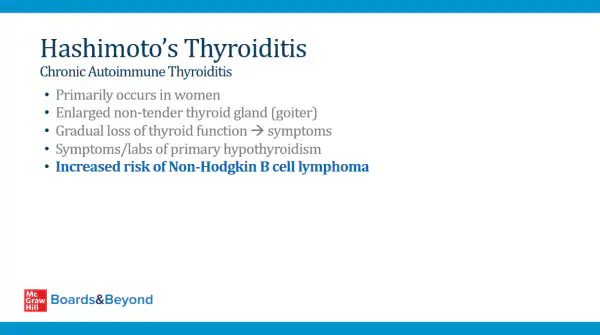 Hashimoto's Thyroiditis
Chronic Autoimmune Thyroiditis
• Primarily occurs in women
• Enlarged non-tender thyroid gland (goiter)
• Gradual loss of thyroid function → symptoms
• Symptoms/labs of primary hypothyroidism
• Increased risk of Non-Hodgkin B cell lymphoma
Mc
Graw
Hill
Boards&Beyond